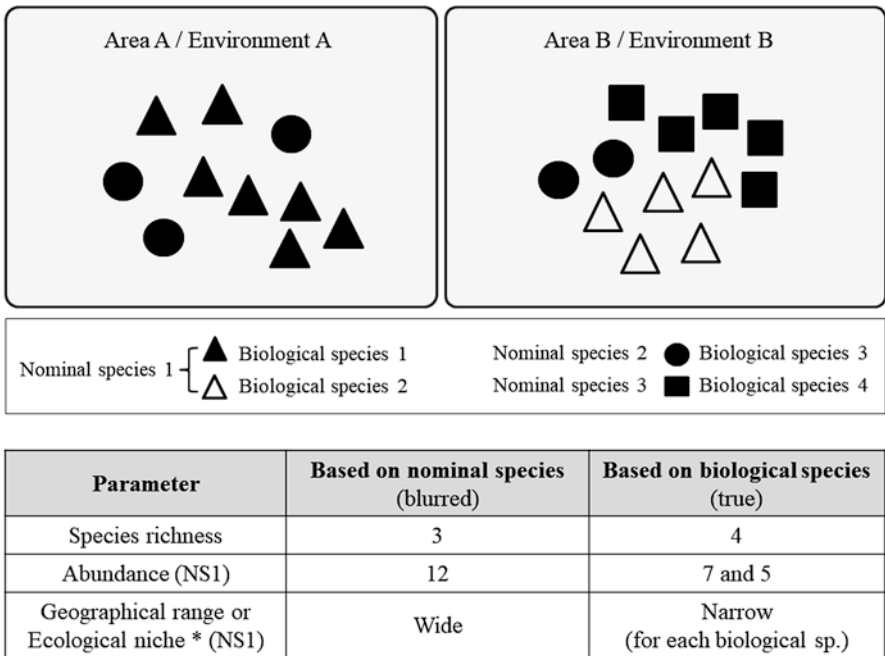 Area A / Environment A
Area B / Environment B
Nominal species 1
Biological species 1
Biological species 2
Nominal species 2 Biological species 3
Nominal species 3 Biological species 4
Parameter
Based on nominal species
(blurred)
Based on biological species
(true)
Species richness
3
4
Abundance (NS1)
12
7 and 5
Geographical range or
Ecological niche * (NS1)
Wide
Narrow
(for each biological sp.)